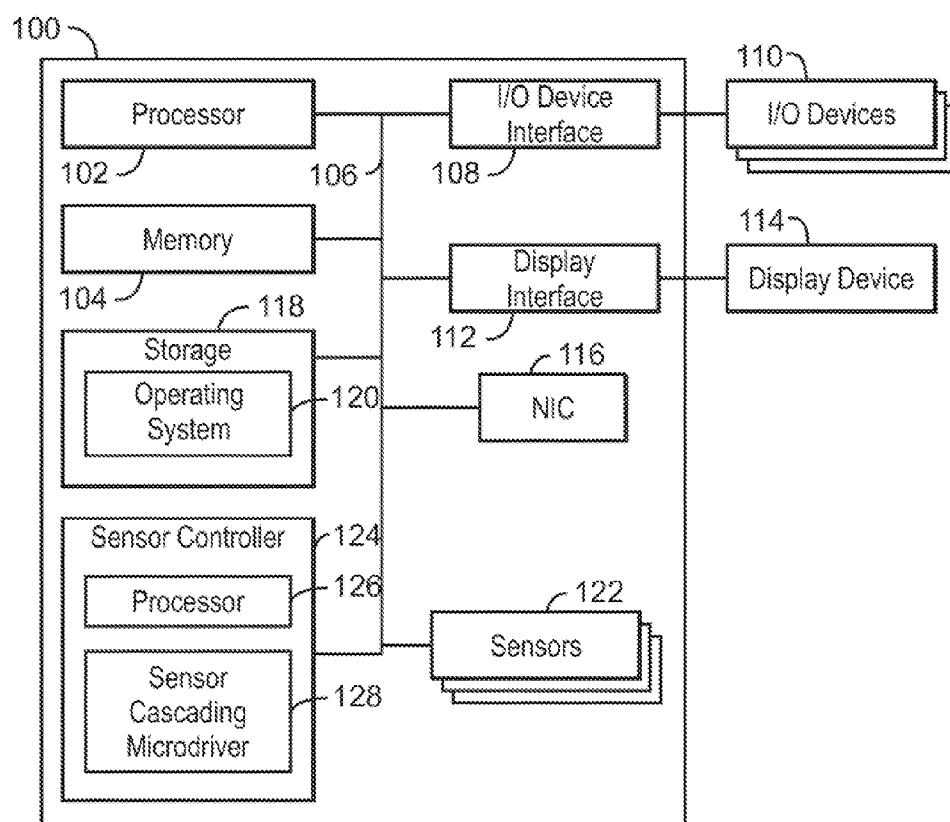 100
110
Processor
I/O Device
Interface
I/O Devices
102
106
108
114
Memory
Display
Interface
Display Device
104
112
118
116
Storage
Operating
System
120
NIC
Sensor Controller
124
122
Processor
126
Sensors
Sensor
Cascading
Microdriver
128